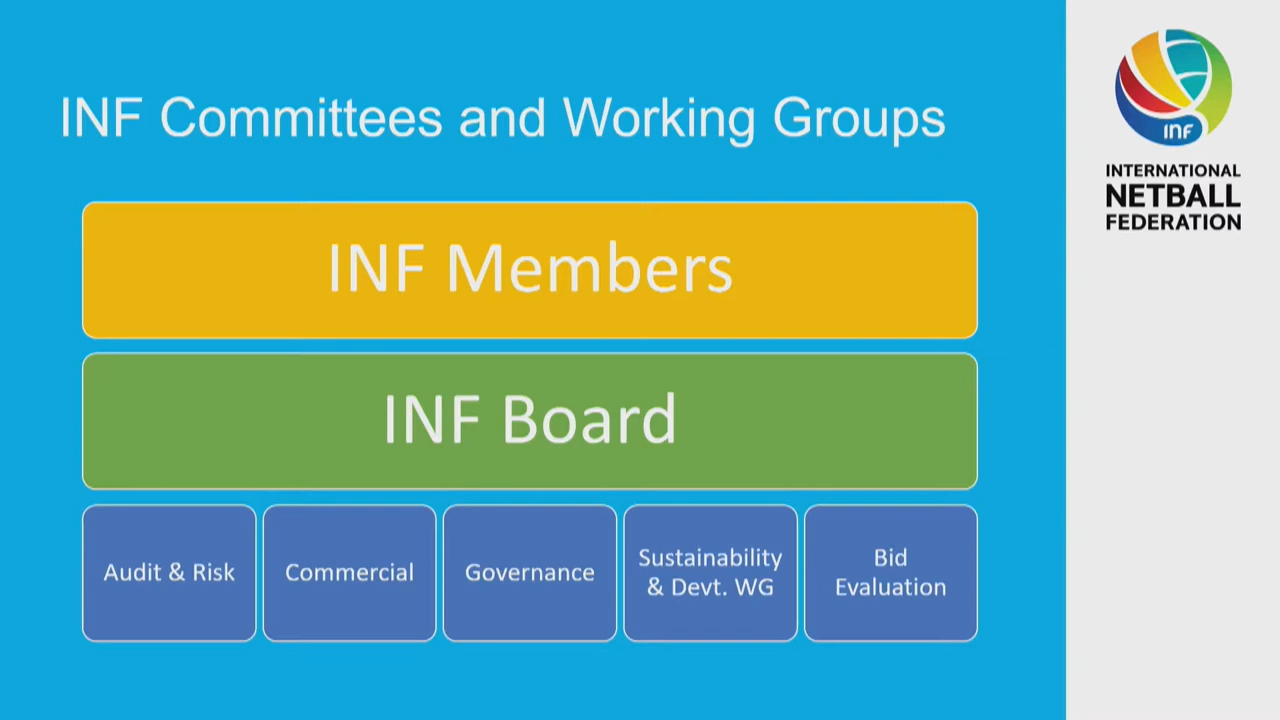 INF Committees and Working Groups
INF Members
INF Board
Audit & Risk
Commercial
Governance
Sustainability
& Devt. WG
Bid
Evaluation
INF
INTERNATIONAL
NETBALL
FEDERATION